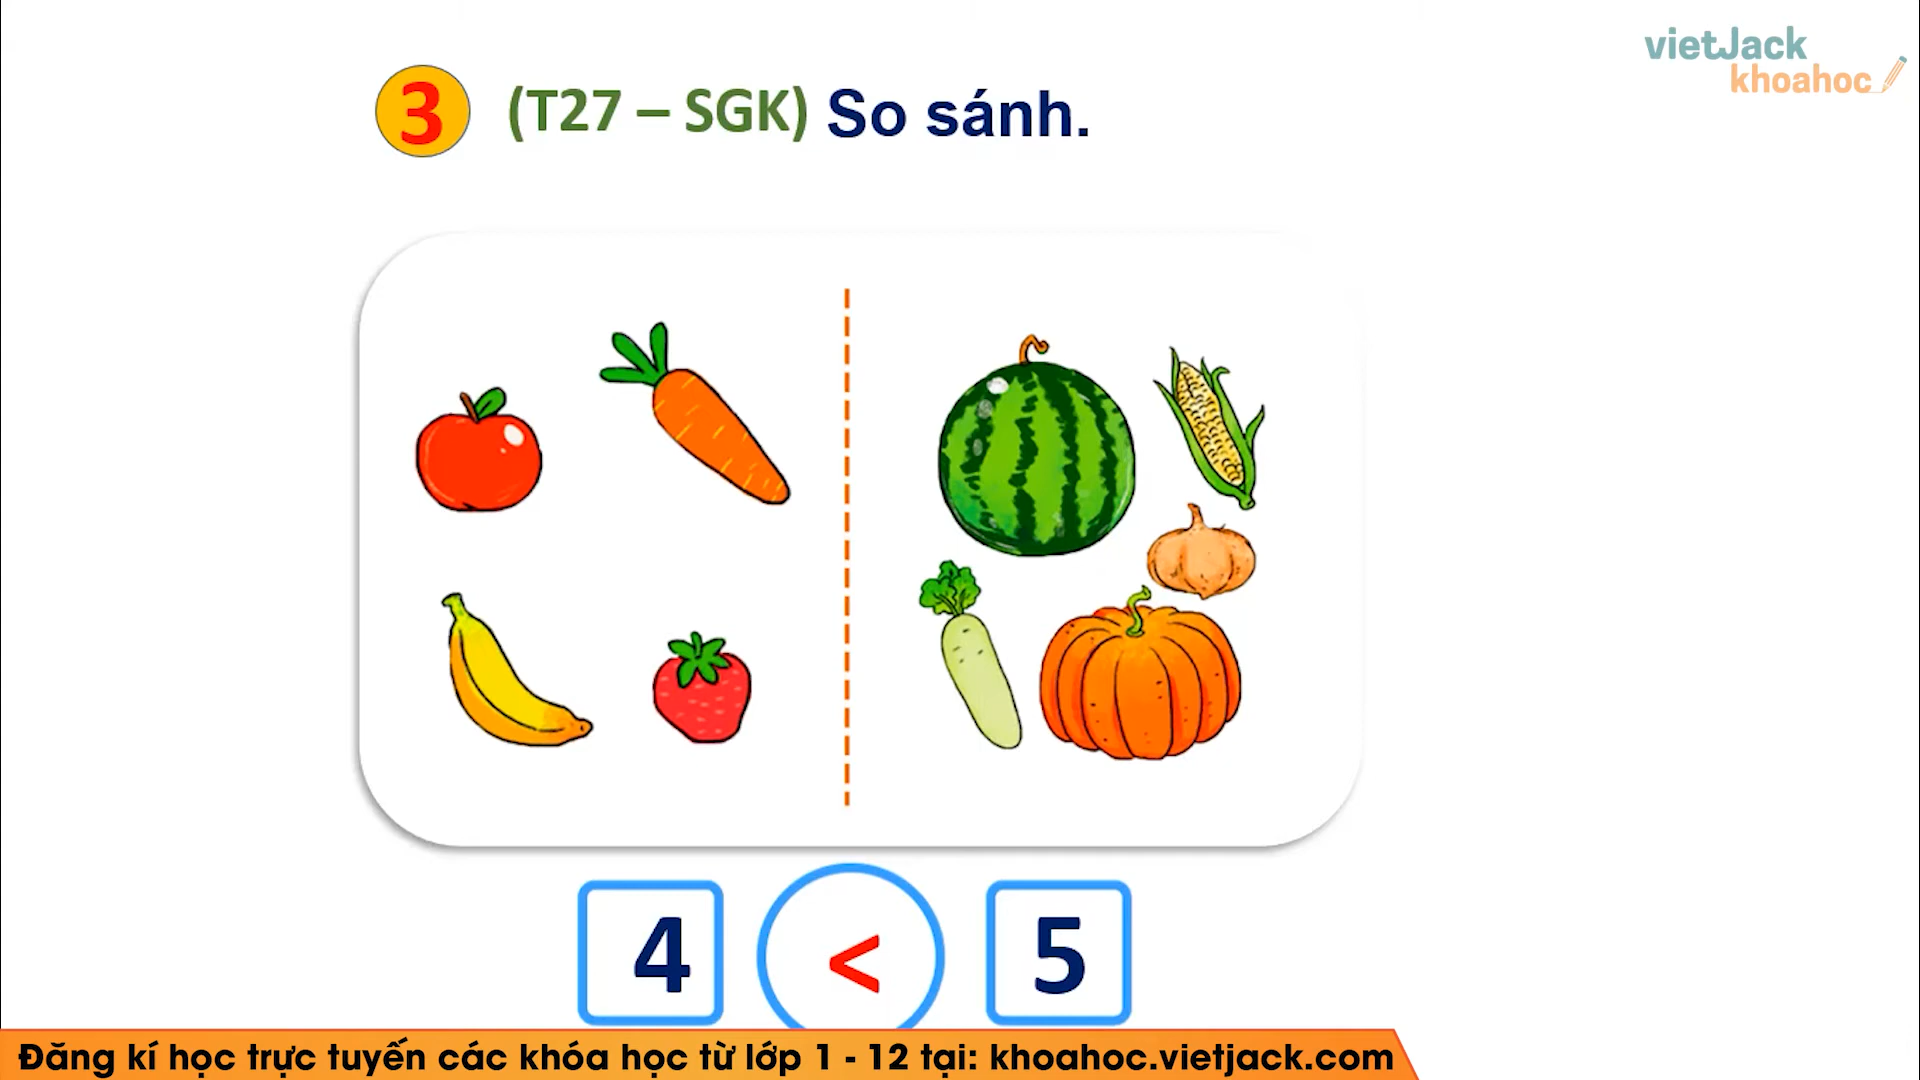 vietJack
khoahoc
3 (T27 – SGK) So sánh.
4 < 5
Đăng kí học trực tuyến các khóa học từ lớp 1 - 12 tại: khoahoc.vietjack.com